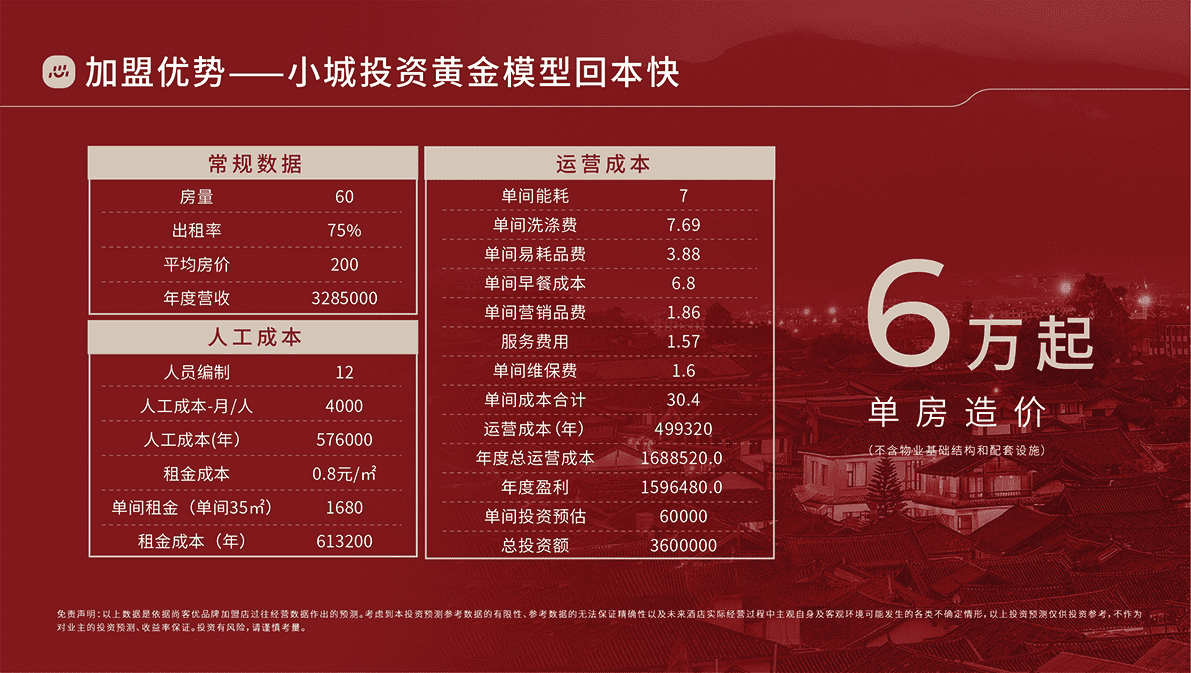 加盟优势——小城投资黄金模型回本快
常规数据
房量 60
出租率 75%
平均房价 200
年度营收 3285000
人工成本
人员编制 12
人工成本-月/人 4000
人工成本(年) 576000
租金成本 0.8元/㎡
单间租金（单间35㎡） 1680
租金成本（年） 613200
运营成本
单间能耗 7
单间洗涤费 7.69
单间易耗品费 3.88
单间早餐成本 6.8
单间营销品费 1.86
服务费用 1.57
单间维保费 1.6
单间成本合计 30.4
运营成本(年) 499320
年度总运营成本 1688520.0
年度盈利 1596480.0
单间投资预估 60000
总投资额 3600000
6万起
单房造价
(不含物业基础结构和配套设施)
免责声明：以上数据是依据尚客优品牌加盟店过往经营数据作出的预测。考虑到本投资预测参考数据的有限性、参考数据的无法保证精确性以及未来酒店实际经营过程中主观自身及客观环境可能发生的各类不确定情形，以上投资预测仅供投资参考，不作为
对业主的投资预测、收益率保证。投资有风险，请谨慎考量。